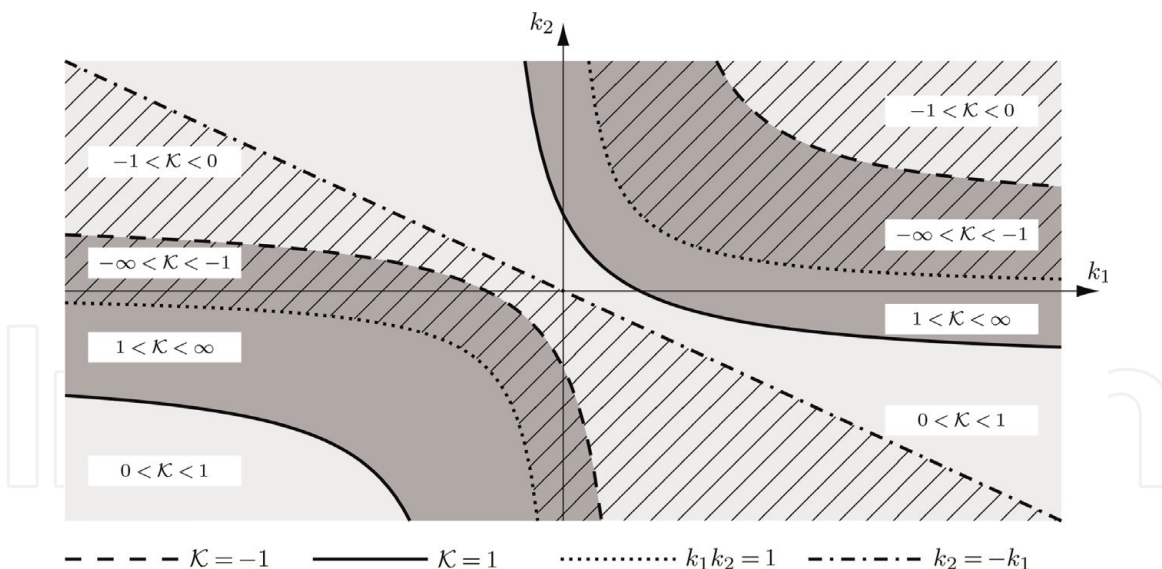 k₂
−1 < 𝒦 < 0
−1 < 𝒦 < 0
−∞ < 𝒦 < −1
−∞ < 𝒦 < −1
k₁
1 < 𝒦 < ∞
1 < 𝒦 < ∞
0 < 𝒦 < 1
0 < 𝒦 < 1
𝒦 = −1 𝒦 = 1 k₁k₂ = 1 k₂ = −k₁